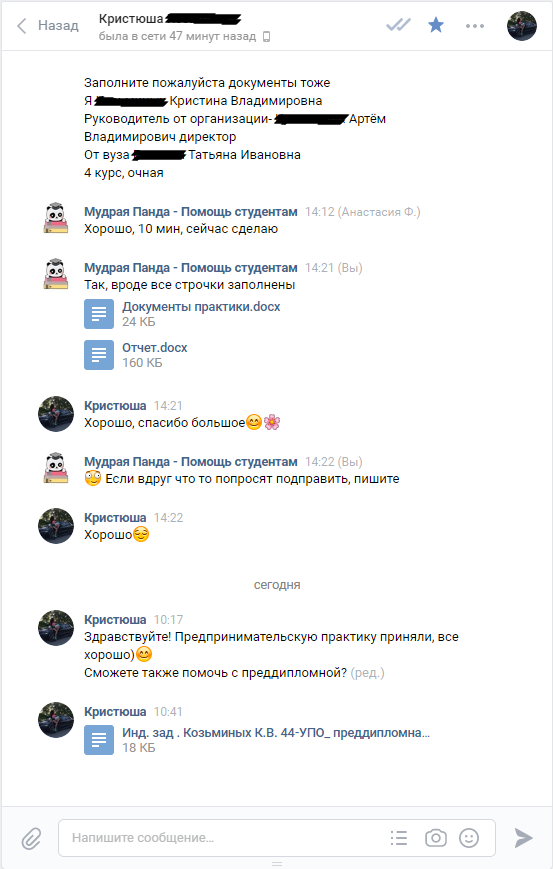 Назад
Кристюша
была в сети 47 минут назад
Заполните пожалуйста документы тоже
Я Кристина Владимировна
Руководитель от организации- Артём
Владимирович директор
От вуза Татьяна Ивановна
4 курс, очная
Мудрая Панда - Помощь студентам 14:12 (Анастасия Ф.)
Хорошо, 10 мин, сейчас сделаю
Мудрая Панда - Помощь студентам 14:21 (Вы)
Так, вроде все строчки заполнены
Документы практики.docx
24 КБ
Отчет.docx
160 КБ
Кристюша 14:21
Хорошо, спасибо большое😊🌸
Мудрая Панда - Помощь студентам 14:22 (Вы)
Если вдруг что то попросят подправить, пишите
Кристюша 14:22
Хорошо😌
сегодня
Кристюша 10:17
Здравствуйте! Предпринимательскую практику приняли, все
хорошо)😊
Сможете также помочь с преддипломной? (ред.)
Кристюша 10:41
Инд. зад . Козьминых К.В. 44-УПО_ преддипломна...
18 КБ
Напишите сообщение...